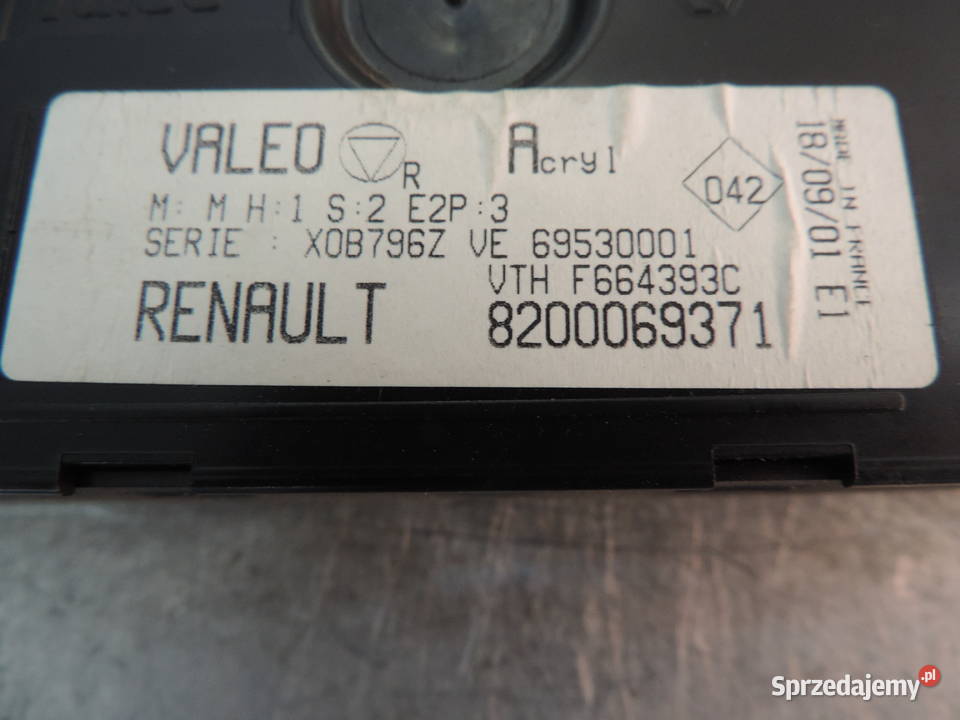 VALEO R Acryl
042
M: M H:1 S:2 E2P:3
SERIE : X0B796Z VE 69530001
VTH F664393C
RENAULT 8200069371
MADE IN FRANCE
18/09/01 E1
Sprzedajemy.pl